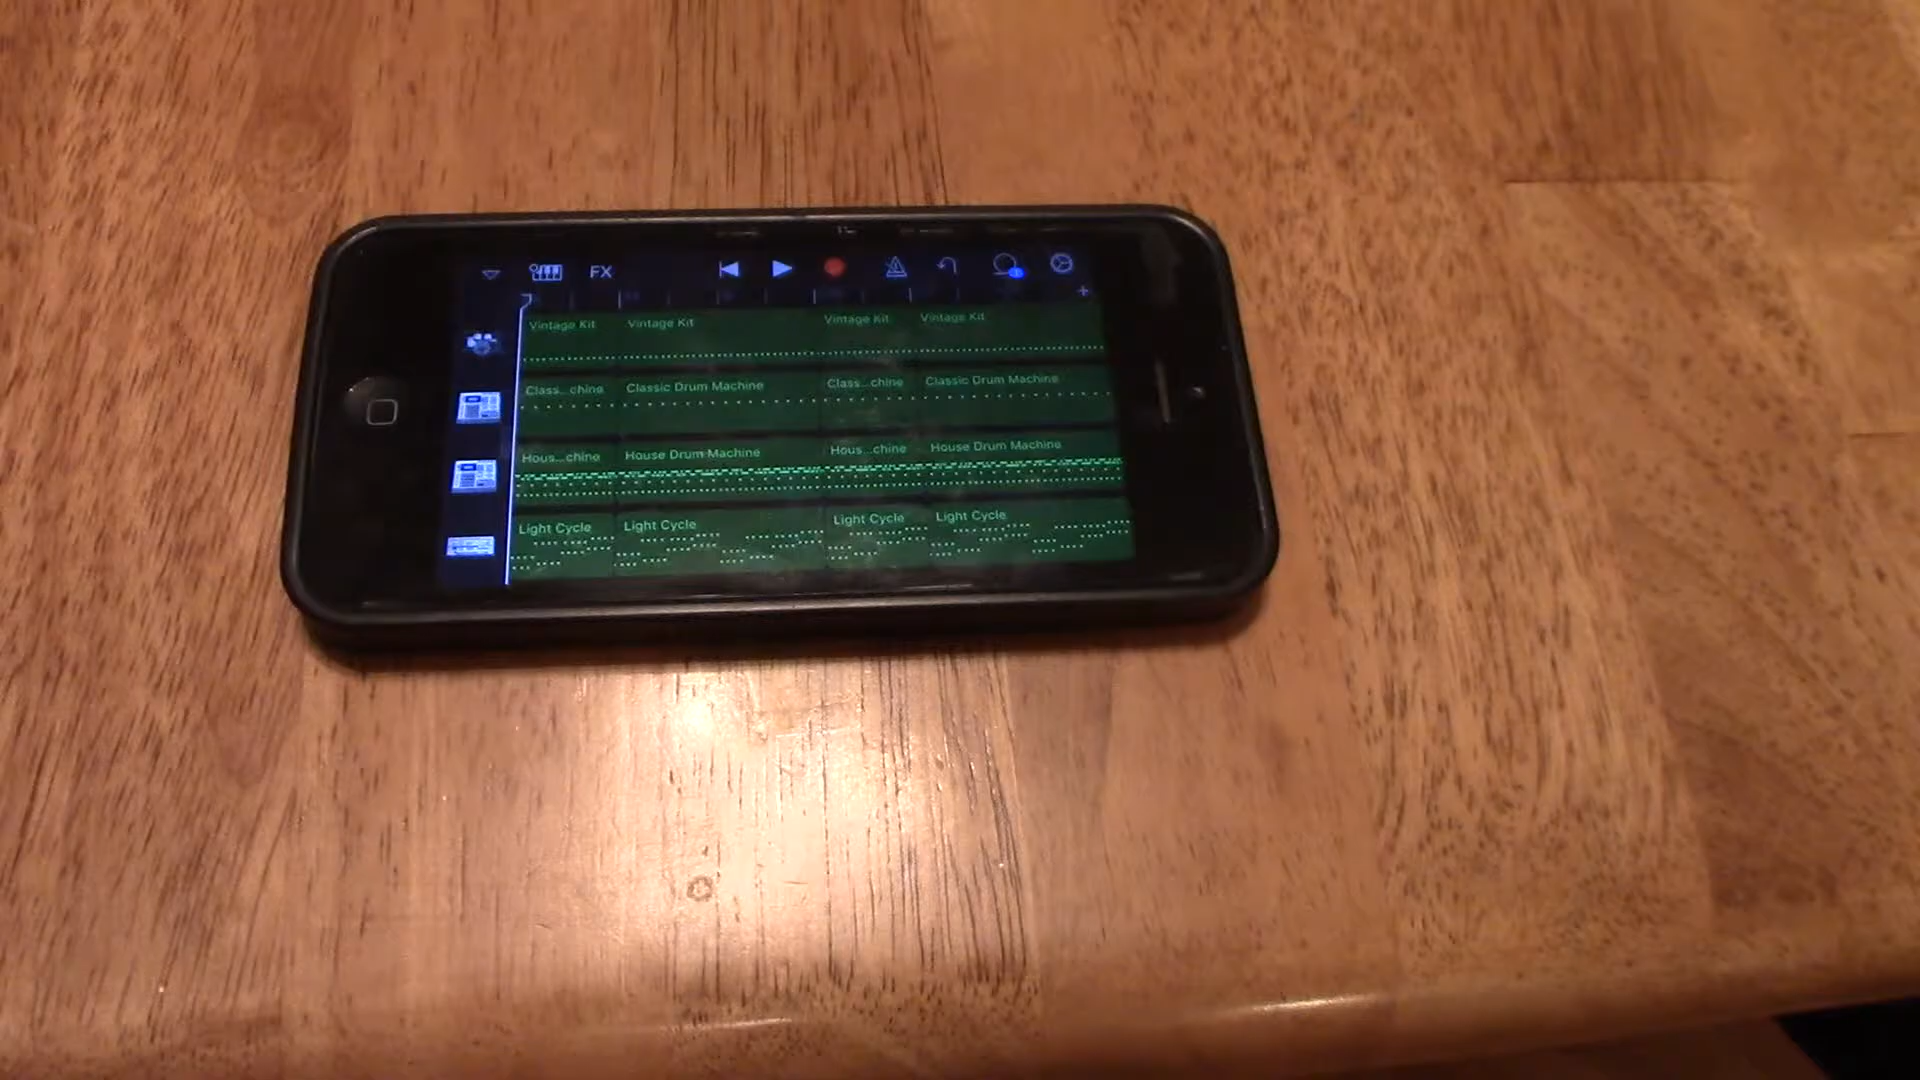 FX
Vintage Kit Vintage Kit Vintage Kit Vintage Kit
Class...chine Classic Drum Machine Class...chine Classic Drum Machine
Hous...chine House Drum Machine Hous...chine House Drum Machine
Light Cycle Light Cycle Light Cycle Light Cycle